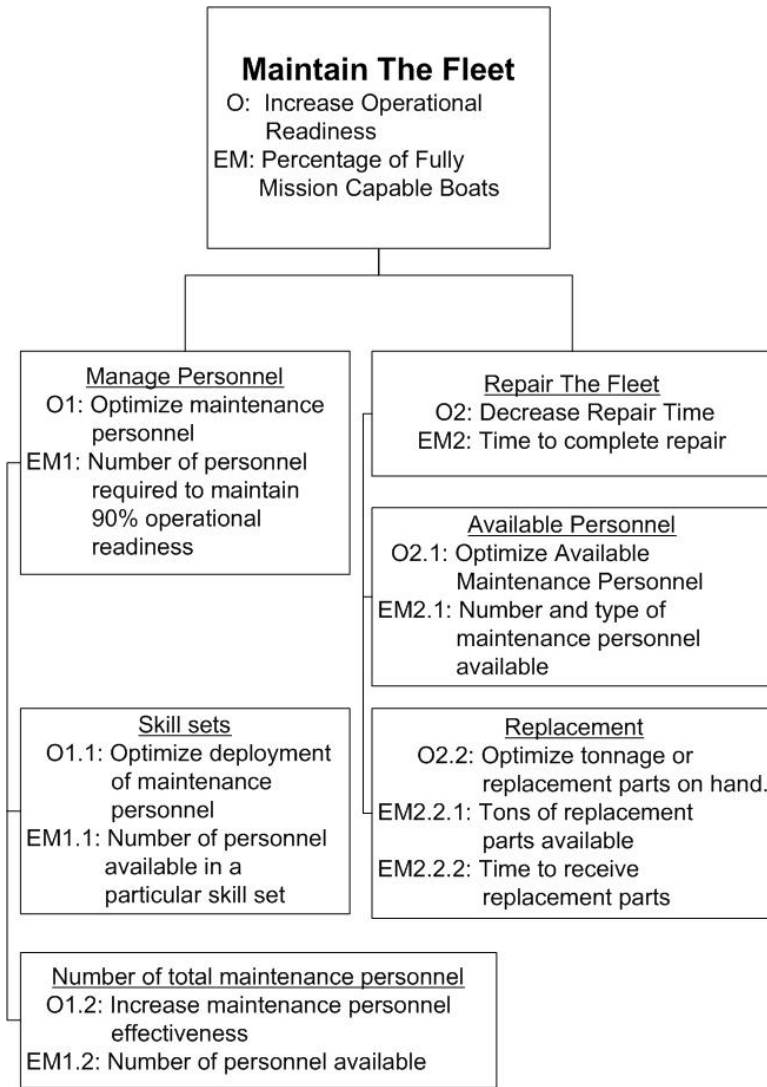 Maintain The Fleet
O: Increase Operational
Readiness
EM: Percentage of Fully
Mission Capable Boats
Manage Personnel
O1: Optimize maintenance
personnel
EM1: Number of personnel
required to maintain
90% operational
readiness
Skill sets
O1.1: Optimize deployment
of maintenance
personnel
EM1.1: Number of personnel
available in a
particular skill set
Number of total maintenance personnel
O1.2: Increase maintenance personnel
effectiveness
EM1.2: Number of personnel available
Repair The Fleet
O2: Decrease Repair Time
EM2: Time to complete repair
Available Personnel
O2.1: Optimize Available
Maintenance Personnel
EM2.1: Number and type of
maintenance personnel
available
Replacement
O2.2: Optimize tonnage or
replacement parts on hand.
EM2.2.1: Tons of replacement
parts available
EM2.2.2: Time to receive
replacement parts